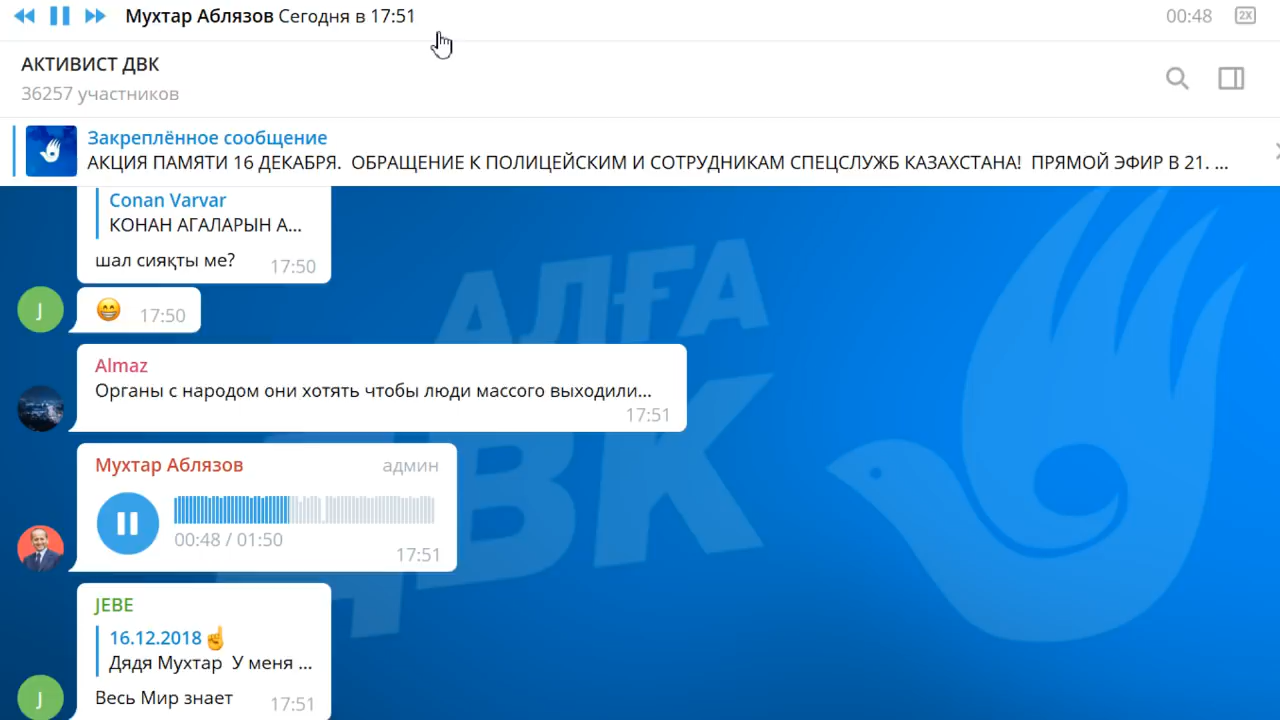 Мухтар Аблязов Сегодня в 17:51
00:48
2X
АКТИВИСТ ДВК
36257 участников
Закреплённое сообщение
АКЦИЯ ПАМЯТИ 16 ДЕКАБРЯ. ОБРАЩЕНИЕ К ПОЛИЦЕЙСКИМ И СОТРУДНИКАМ СПЕЦСЛУЖБ КАЗАХСТАНА! ПРЯМОЙ ЭФИР В 21. ...
Conan Varvar
КОНАН АГАЛАРЫН А...
шал сияқты ме?
17:50
J
17:50
Almaz
Органы с народом они хотять чтобы люди массого выходили...
17:51
Мухтар Аблязов
админ
00:48 / 01:50
17:51
JEBE
16.12.2018
Дядя Мухтар У меня ...
J
Весь Мир знает
17:51
АЛҒА
ДВК